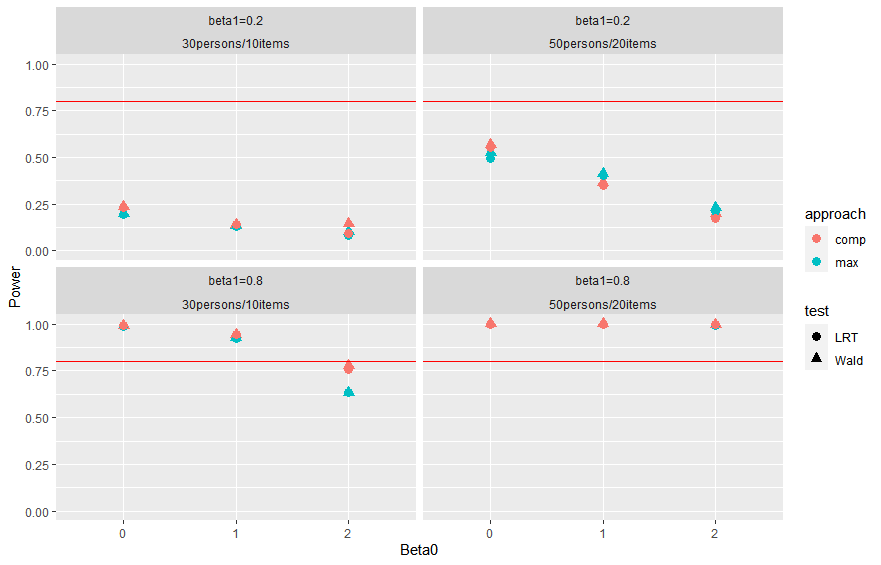 beta1=0.2
30persons/10items
beta1=0.2
50persons/20items
1.00
0.75
0.50
0.25
0.00
beta1=0.8
30persons/10items
beta1=0.8
50persons/20items
1.00
0.75
0.50
0.25
0.00
0
1
2
0
1
2
Beta0
Power
approach
comp
max
test
LRT
Wald